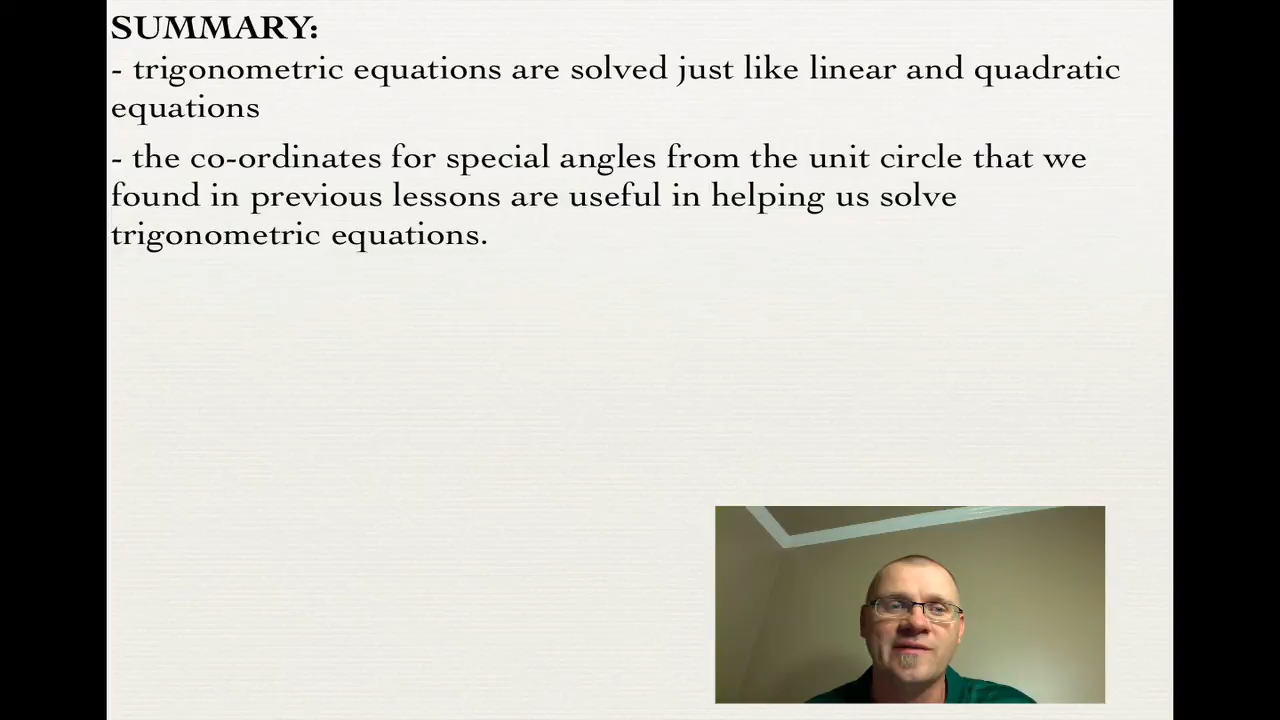 SUMMARY:
- trigonometric equations are solved just like linear and quadratic
equations
- the co-ordinates for special angles from the unit circle that we
found in previous lessons are useful in helping us solve
trigonometric equations.